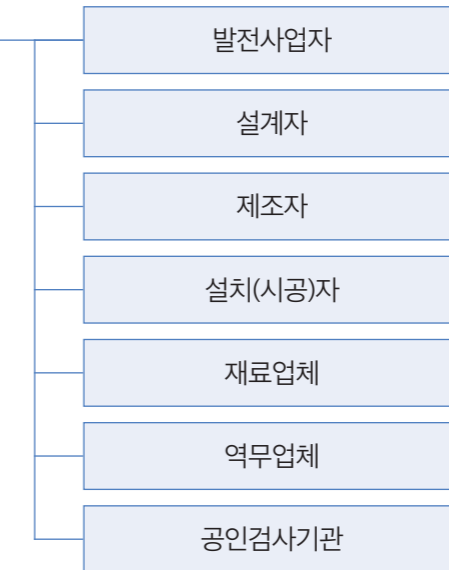 발전사업자
설계자
제조자
설치(시공)자
재료업체
역무업체
공인검사기관